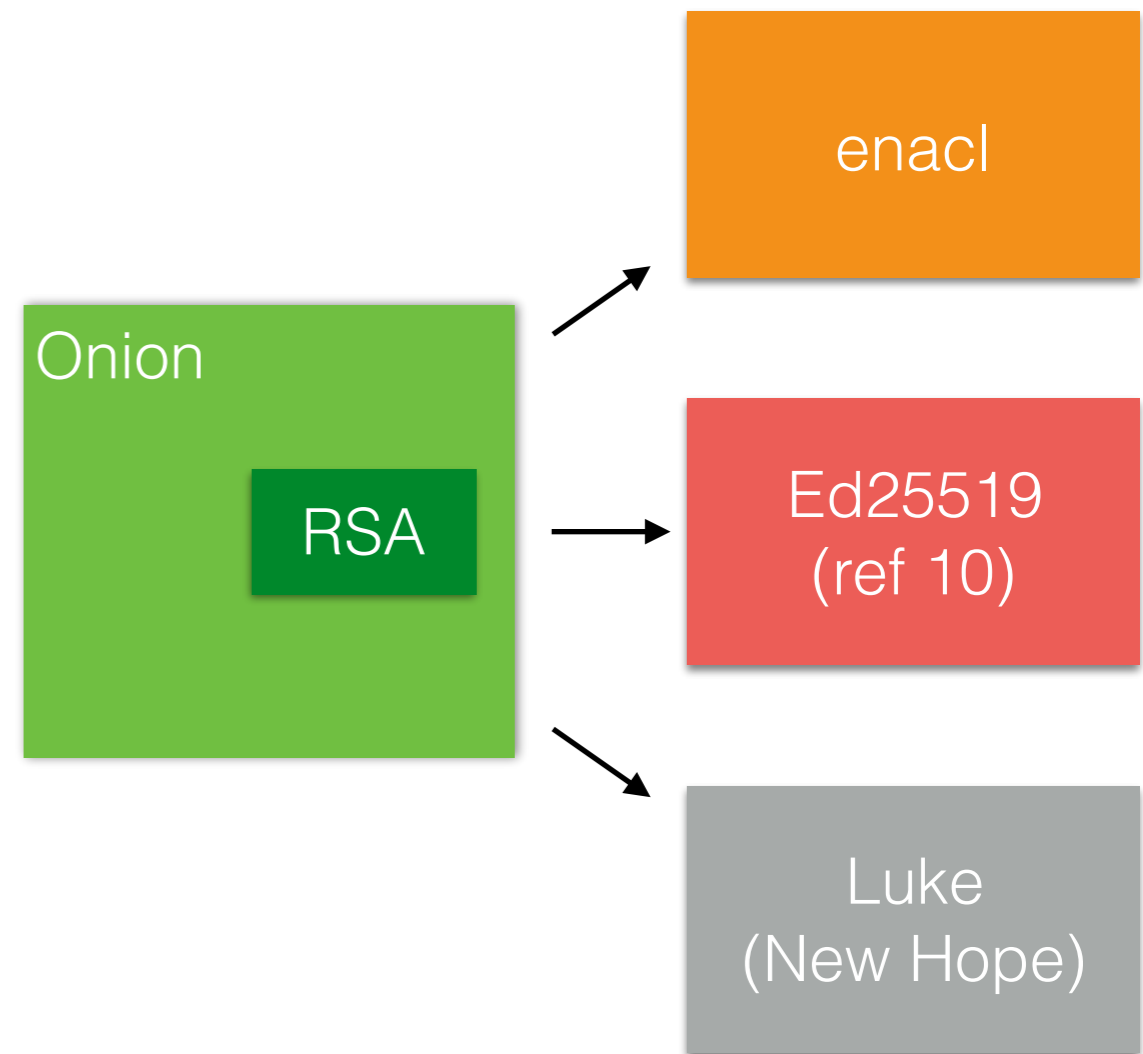 Onion
RSA
enacl
Ed25519
(ref 10)
Luke
(New Hope)